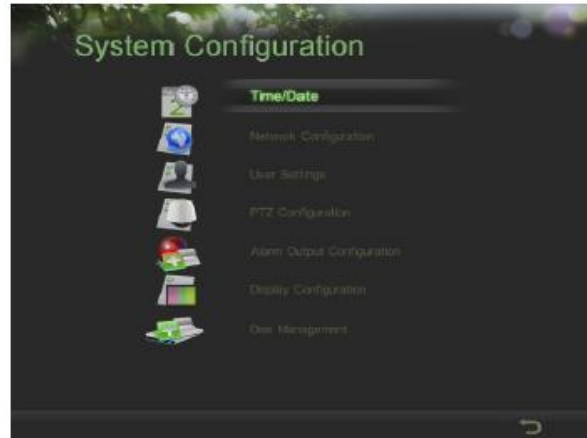 System Configuration
Time/Date
Network Configuration
User Settings
PTZ Configuration
Alarm Output Configuration
Display Configuration
Disk Management